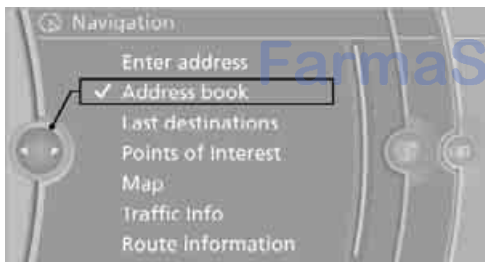 Navigation
Enter address
FarmaS
✓ Address book
Last destinations
Points of Interest
Map
Traffic Info
Route information